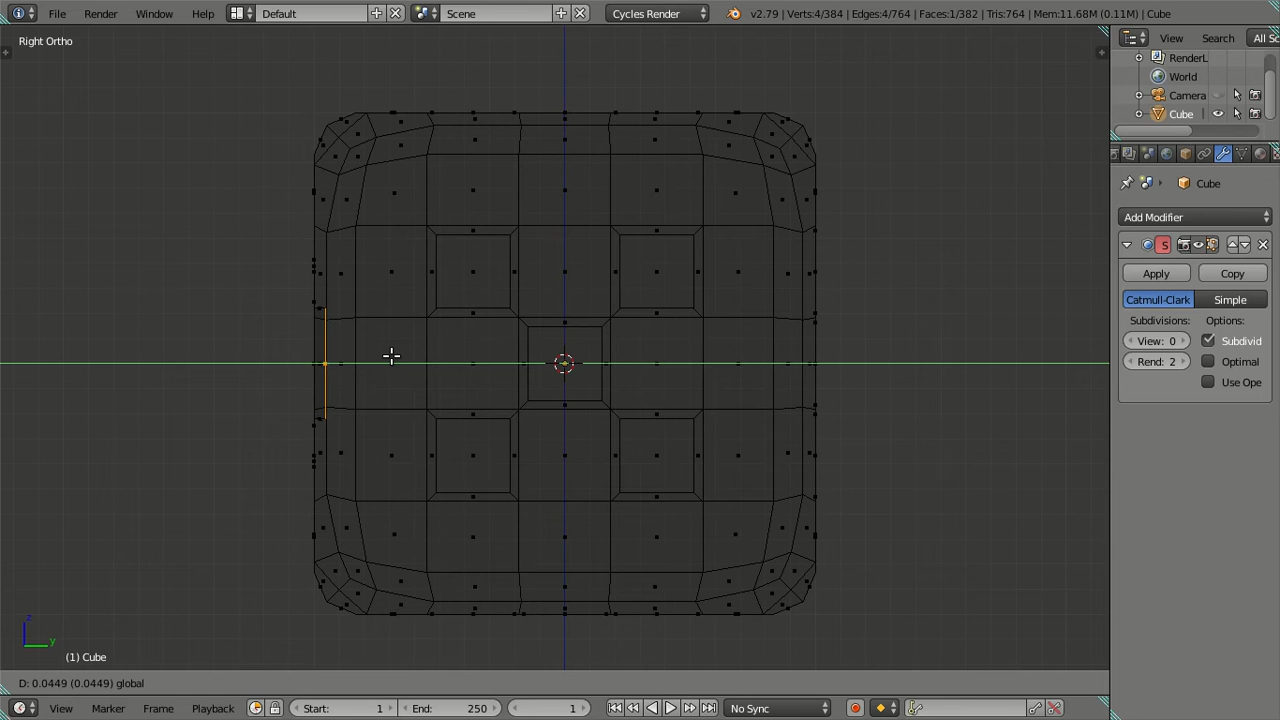 File Render Window Help Default Scene Cycles Render v2.79 | Verts:4/384 | Edges:4/764 | Faces:1/382 | Tris:764 | Mem:11.68M (0.11M) | Cube
Right Ortho
View Search All Sc
RenderL
World
Camera
Cube
Cube
Add Modifier
S
Apply Copy
Catmull-Clark Simple
Subdivisions: Options:
View: 0 Subdivid
Rend: 2 Optimal
Use Ope
z
y
(1) Cube
D: 0.0449 (0.0449) global
View Marker Frame Playback Start: 1 End: 250 1 No Sync